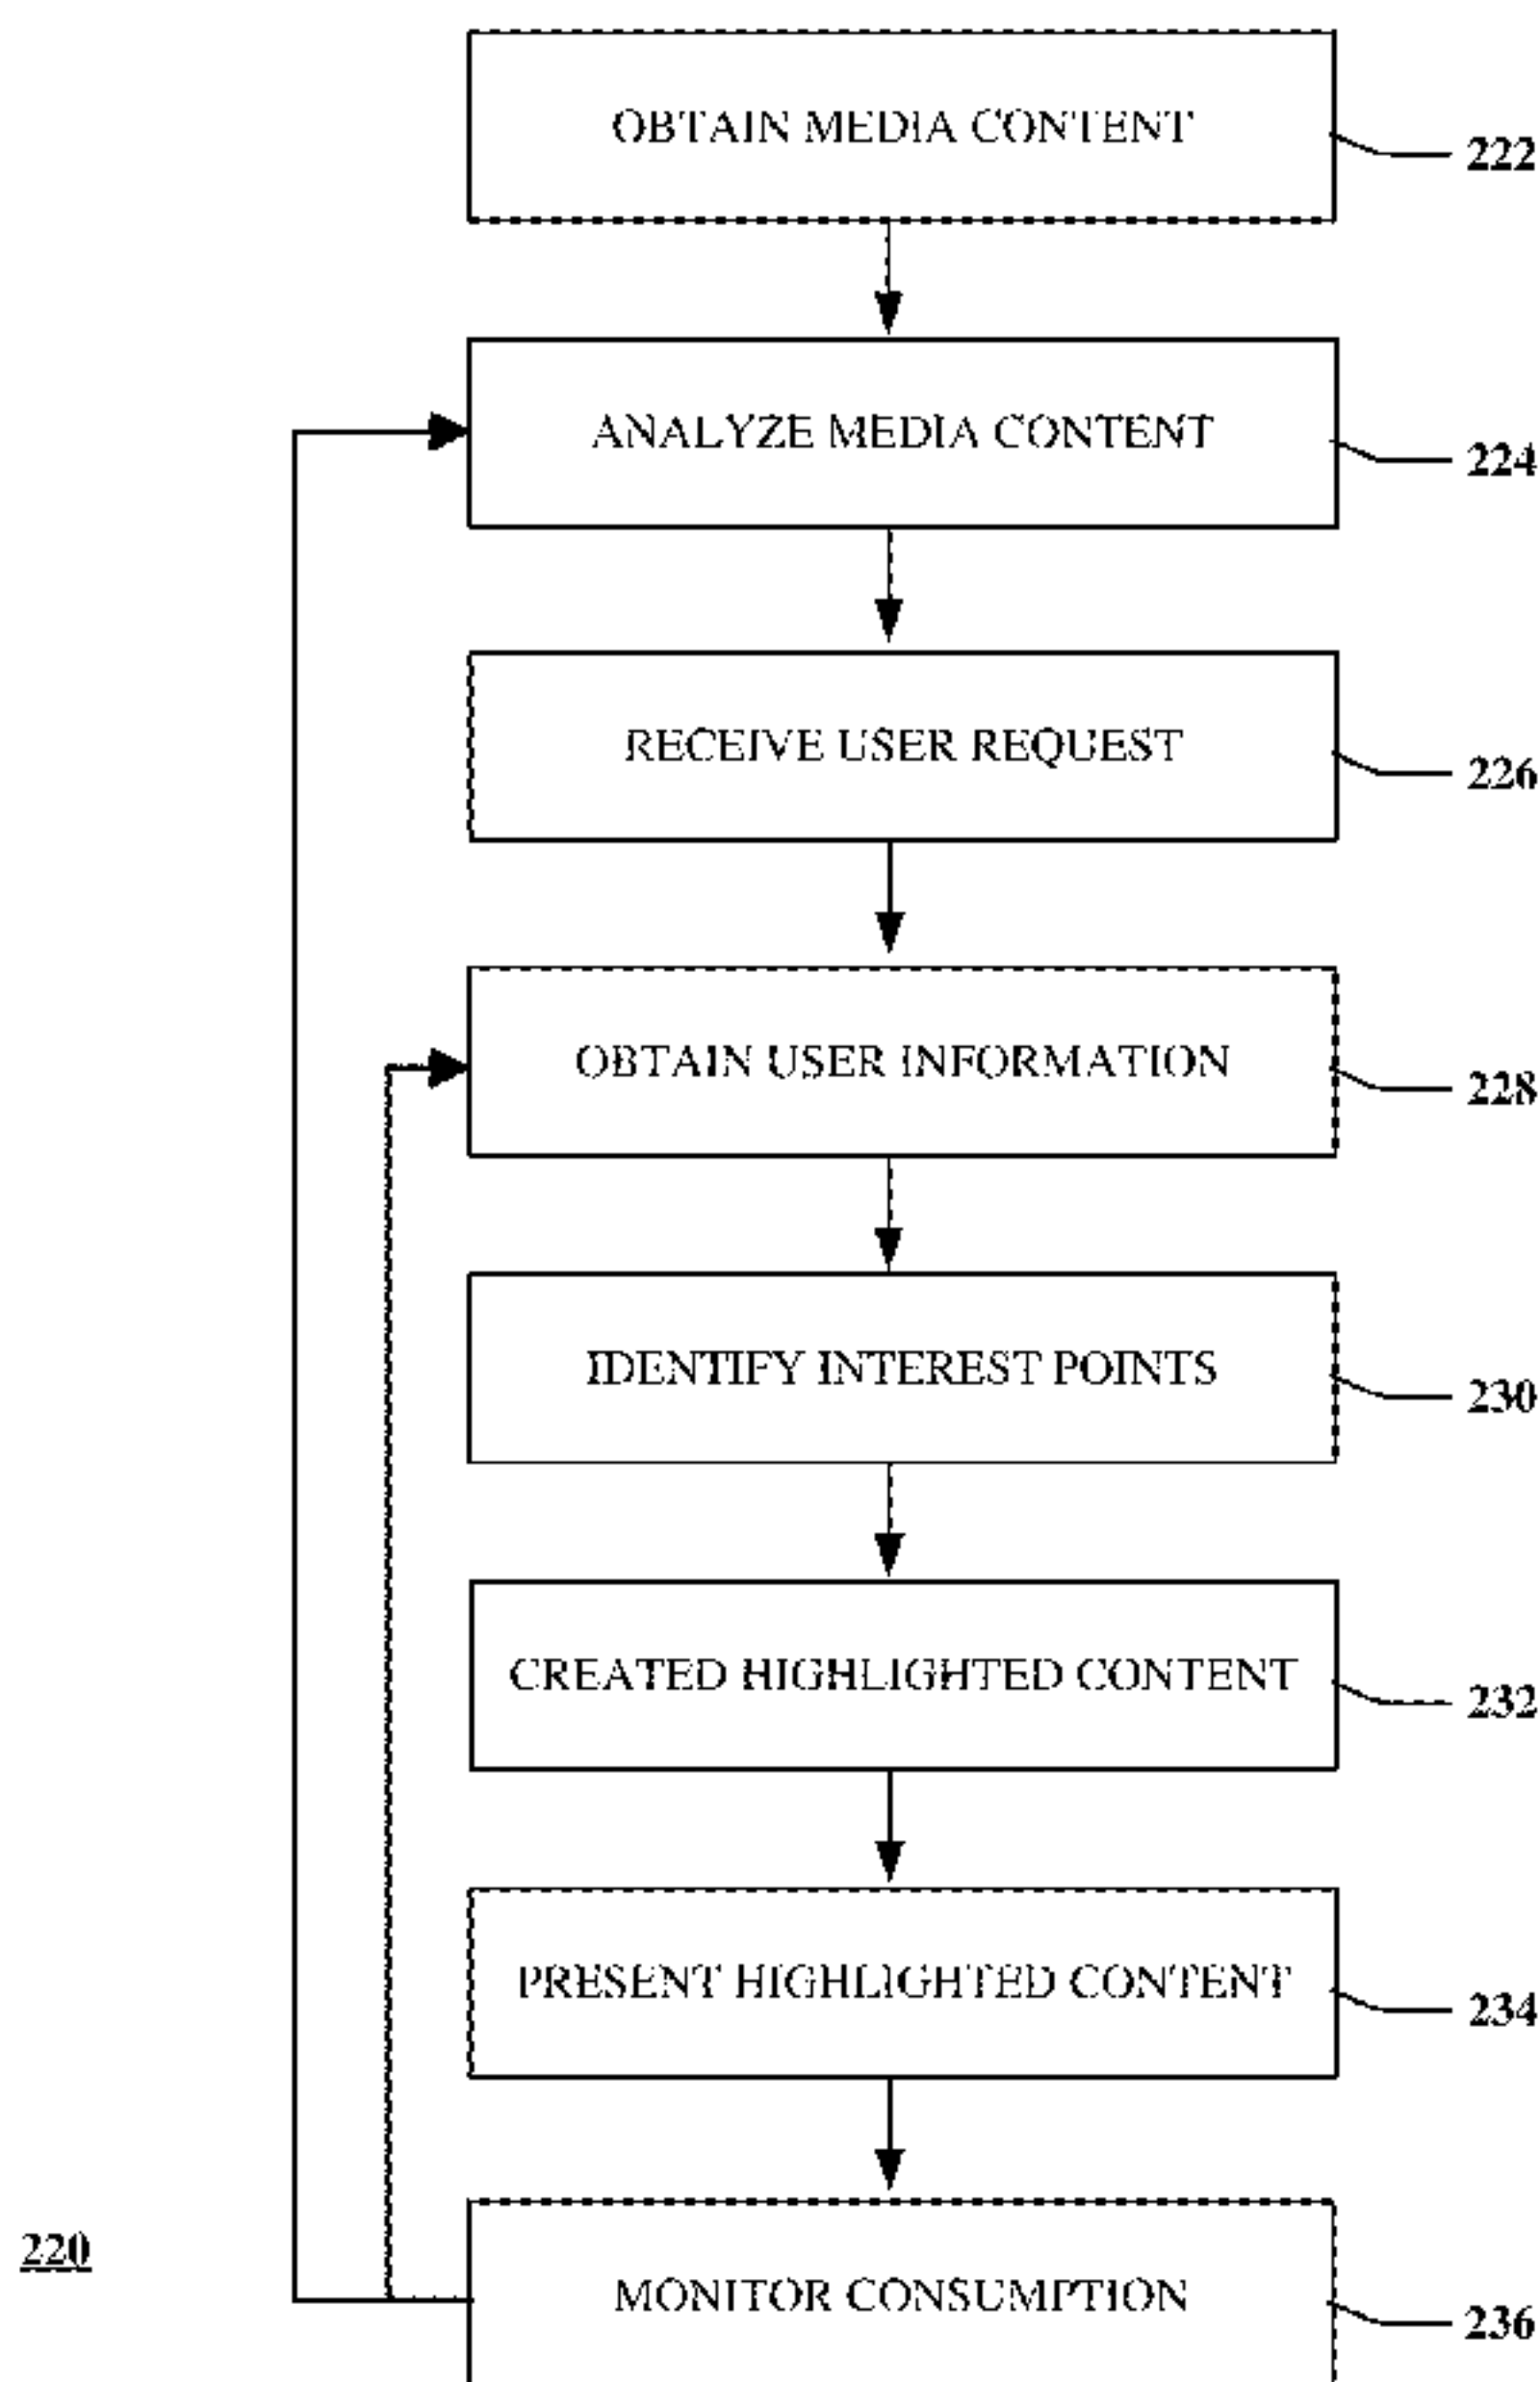 OBTAIN MEDIA CONTENT
222
ANALYZE MEDIA CONTENT
224
RECEIVE USER REQUEST
226
OBTAIN USER INFORMATION
228
IDENTIFY INTEREST POINTS
230
CREATED HIGHLIGHTED CONTENT
232
PRESENT HIGHLIGHTED CONTENT
234
220
MONITOR CONSUMPTION
236